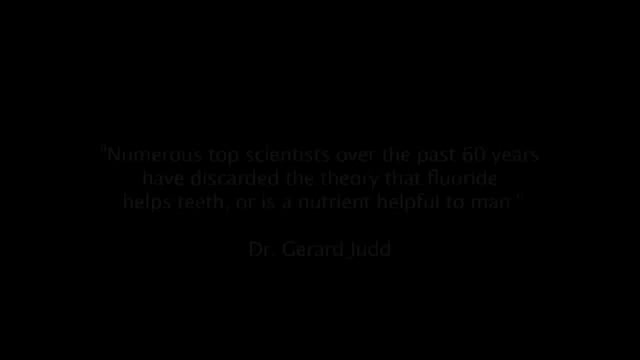 "Numerous top scientists over the past 60 years
have discarded the theory that fluoride
helps teeth, or is a nutrient helpful to man."
Dr. Gerard Judd